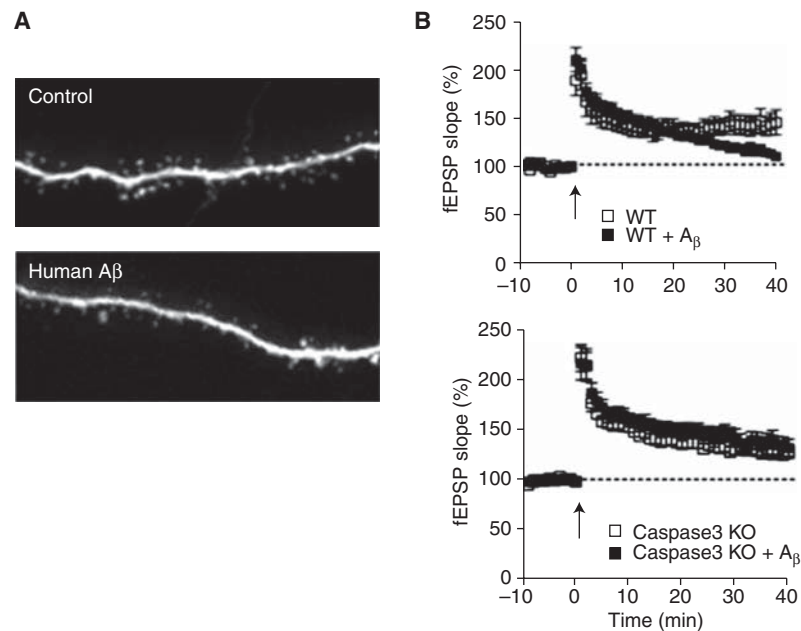 A
Control
Human Aβ
B
250
200
150
100
50
0
fEPSP slope (%)
WT
WT + Aβ
–10
0
10
20
30
40
250
200
150
100
50
0
fEPSP slope (%)
Caspase3 KO
Caspase3 KO + Aβ
–10
0
10
20
30
40
Time (min)